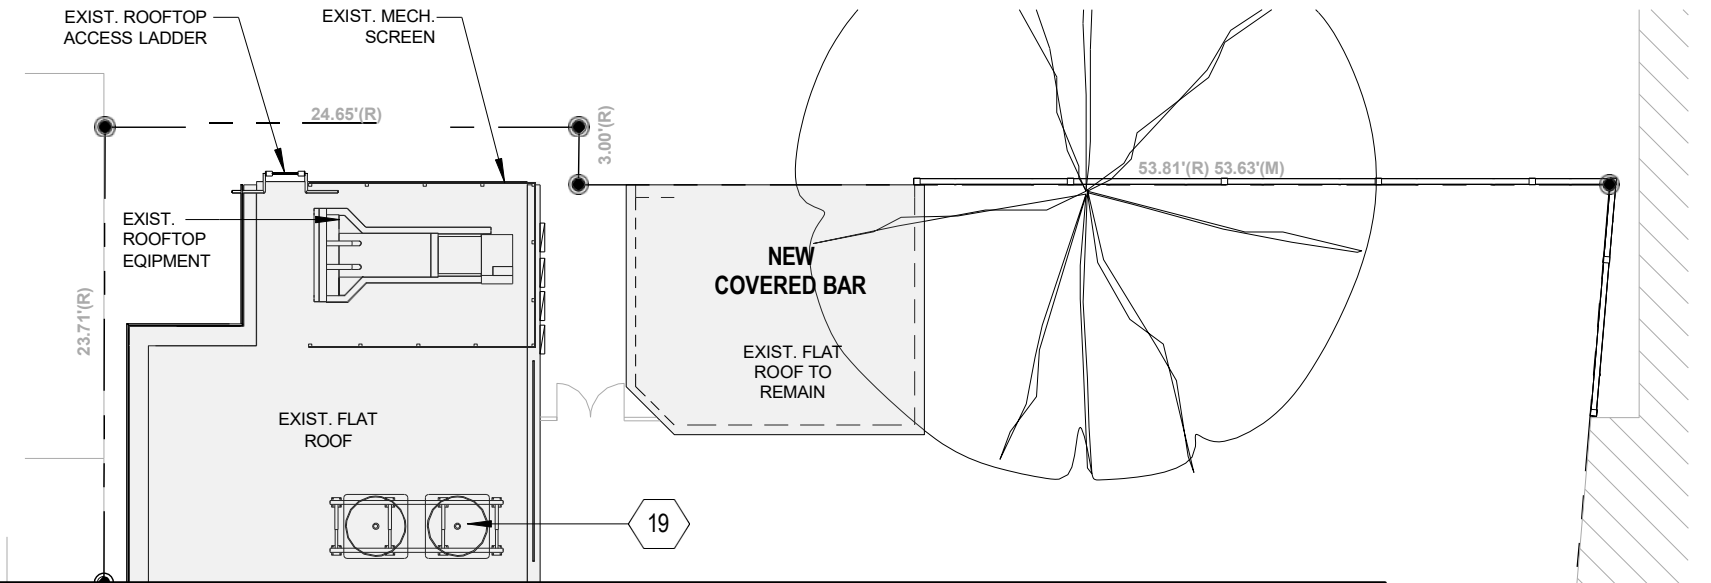 EXIST. ROOFTOP
ACCESS LADDER
EXIST. MECH.
SCREEN
24.65'(R)
3.00'(R)
53.81'(R) 53.63'(M)
EXIST.
ROOFTOP
EQIPMENT
23.71'(R)
NEW
COVERED BAR
EXIST. FLAT
ROOF TO
REMAIN
EXIST. FLAT
ROOF
19